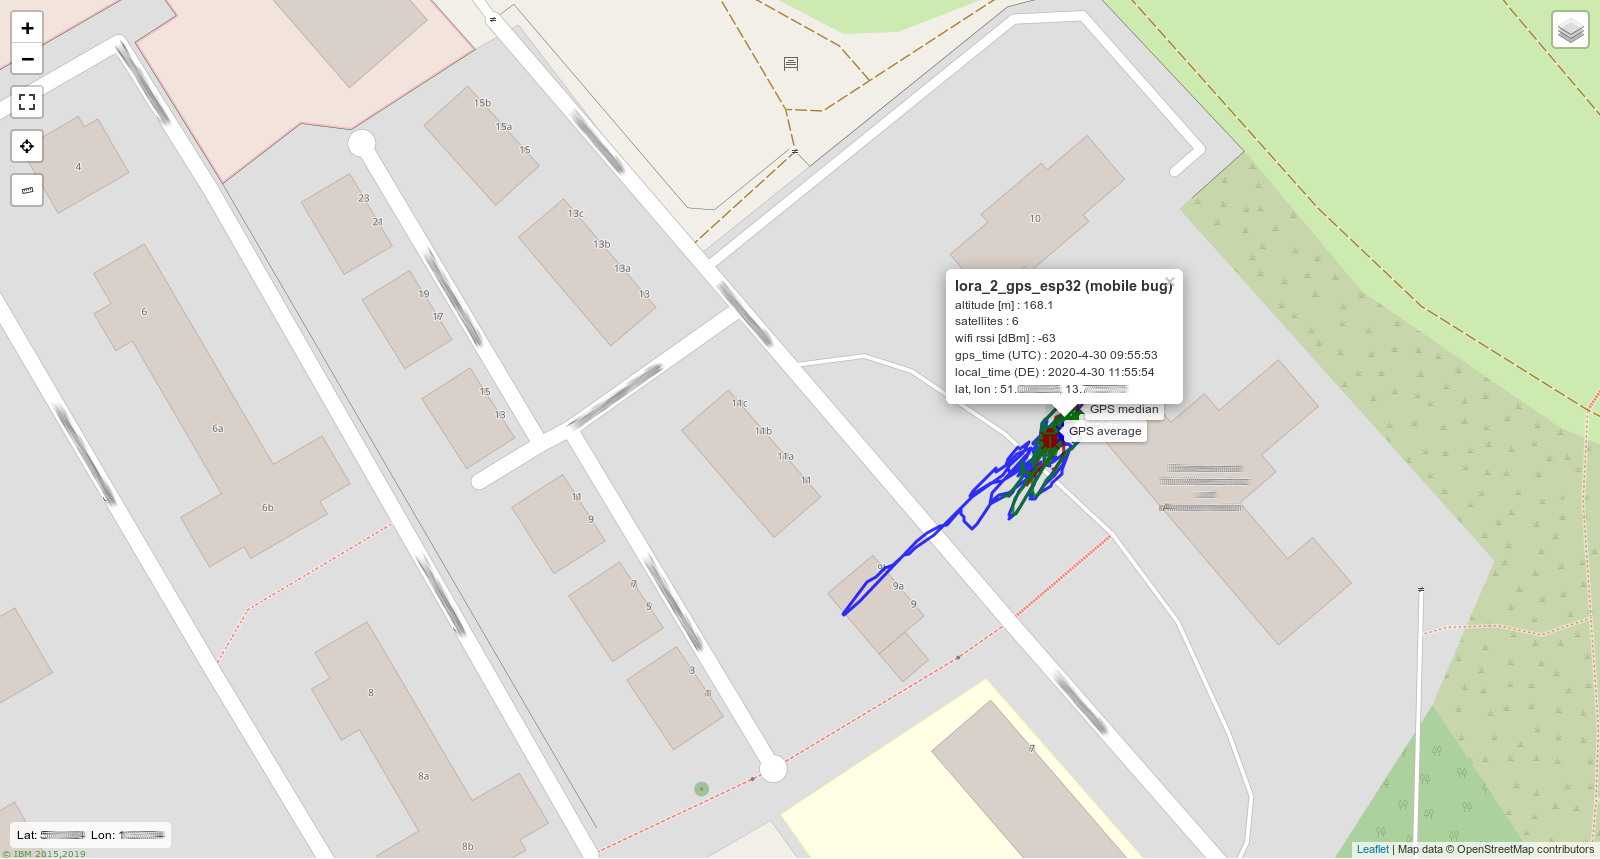 +
−
4
15b
15a
15
23
21
13c
13b
13a
13
10
19
17
6
lora_2_gps_esp32 (mobile bug)
×
altitude [m] : 168.1
satellites : 6
wifi rssi [dBm] : -63
gps_time (UTC) : 2020-4-30 09:55:53
local_time (DE) : 2020-4-30 11:55:54
lat, lon : 51. , 13.
GPS median
GPS average
15
13
11c
11b
11a
11
6a
6b
11
9
9a
9
7
5
3
1
8
7
8a
8b
Lat: Lon:
© IBM 2015,2019
Leaflet | Map data © OpenStreetMap contributors